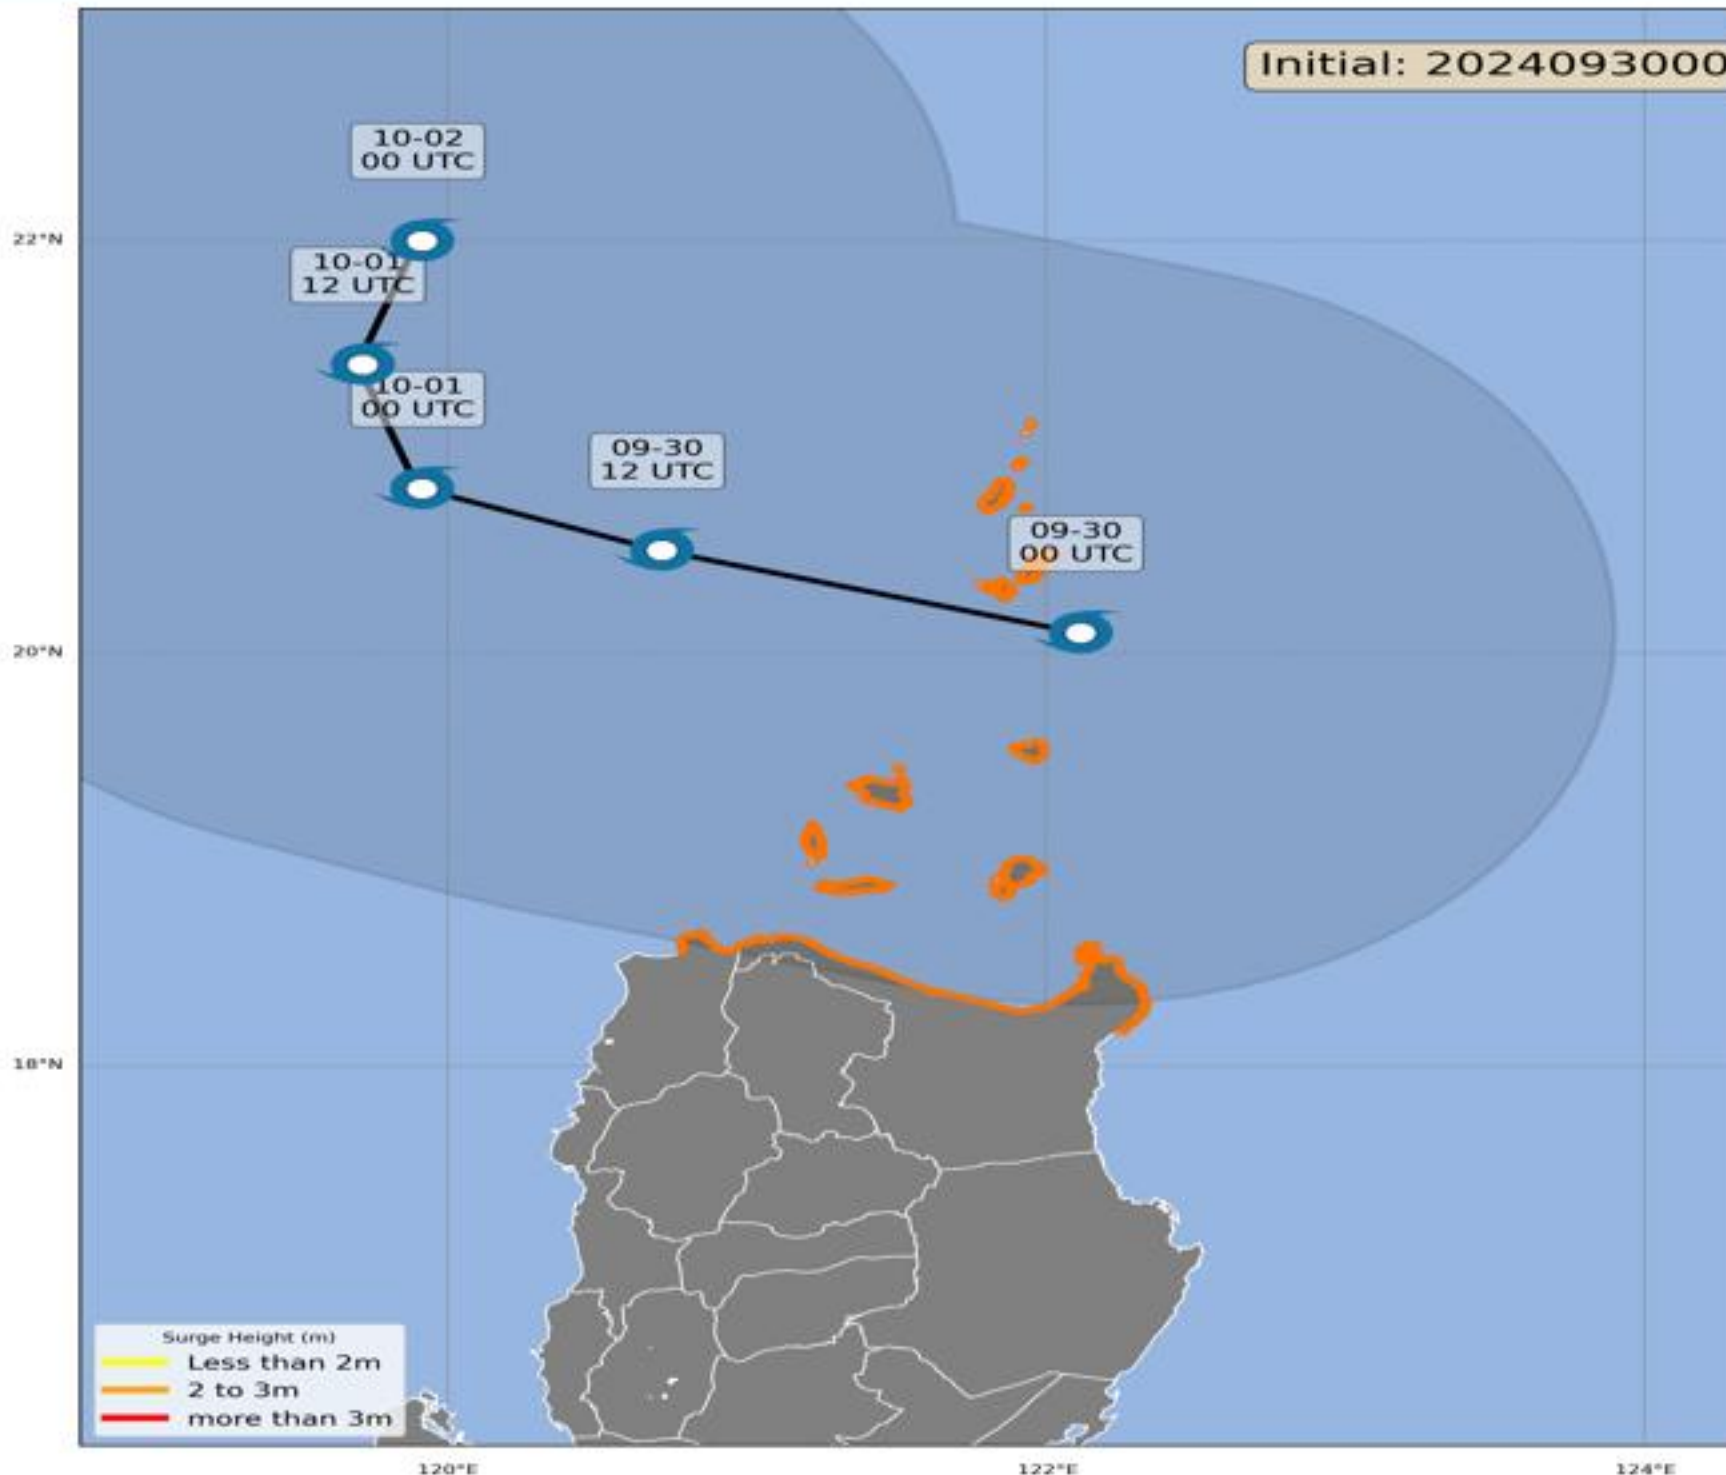 Initial: 2024093000
10-02
00 UTC
22°N
10-01
12 UTC
10-01
00 UTC
09-30
12 UTC
09-30
00 UTC
20°N
18°N
Surge Height (m)
Less than 2m
2 to 3m
more than 3m
120°E
122°E
124°E